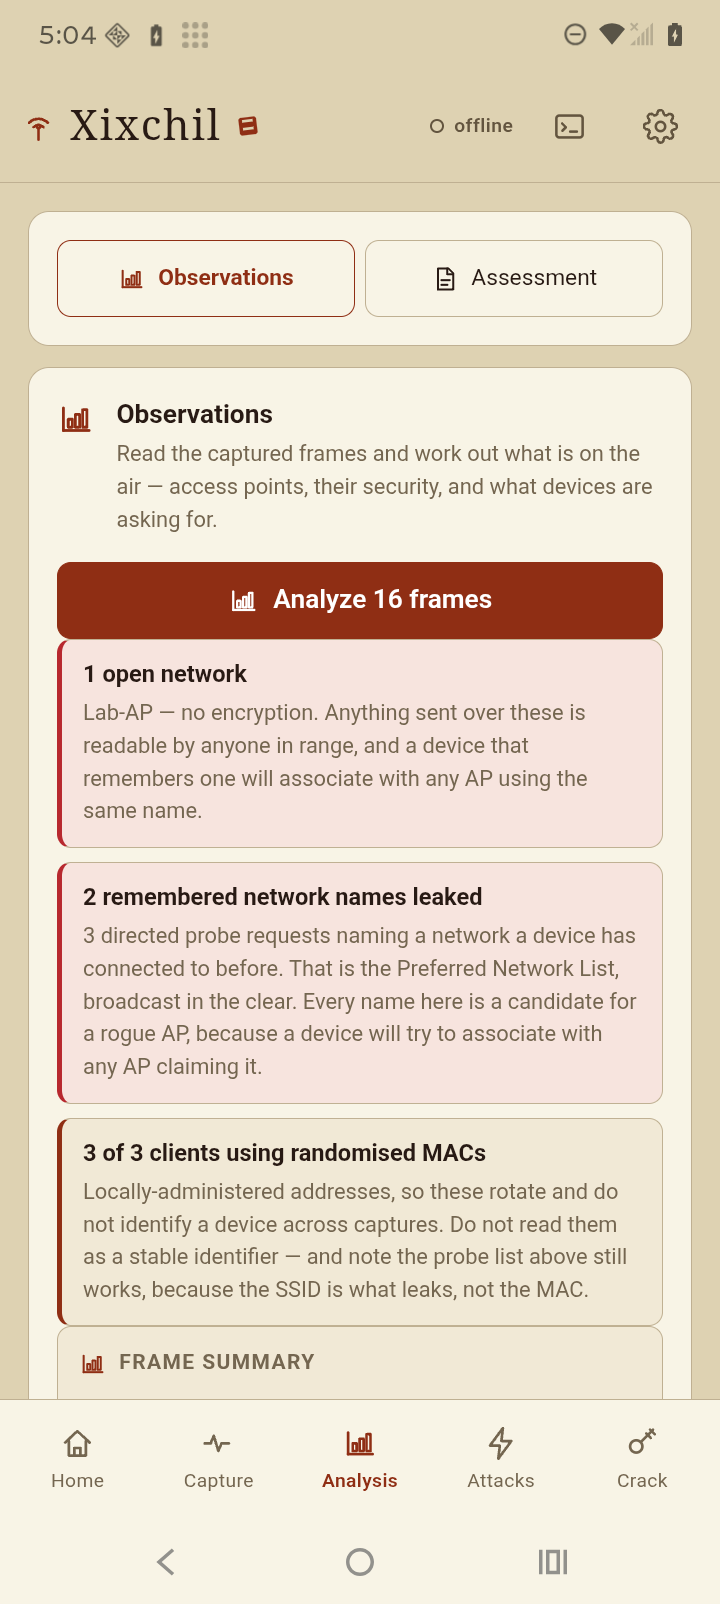 5:04
Xixchil
offline
Observations
Assessment
Observations
Read the captured frames and work out what is on the
air — access points, their security, and what devices are
asking for.
Analyze 16 frames
1 open network
Lab-AP — no encryption. Anything sent over these is
readable by anyone in range, and a device that
remembers one will associate with any AP using the
same name.
2 remembered network names leaked
3 directed probe requests naming a network a device has
connected to before. That is the Preferred Network List,
broadcast in the clear. Every name here is a candidate for
a rogue AP, because a device will try to associate with
any AP claiming it.
3 of 3 clients using randomised MACs
Locally-administered addresses, so these rotate and do
not identify a device across captures. Do not read them
as a stable identifier — and note the probe list above still
works, because the SSID is what leaks, not the MAC.
FRAME SUMMARY
Home
Capture
Analysis
Attacks
Crack